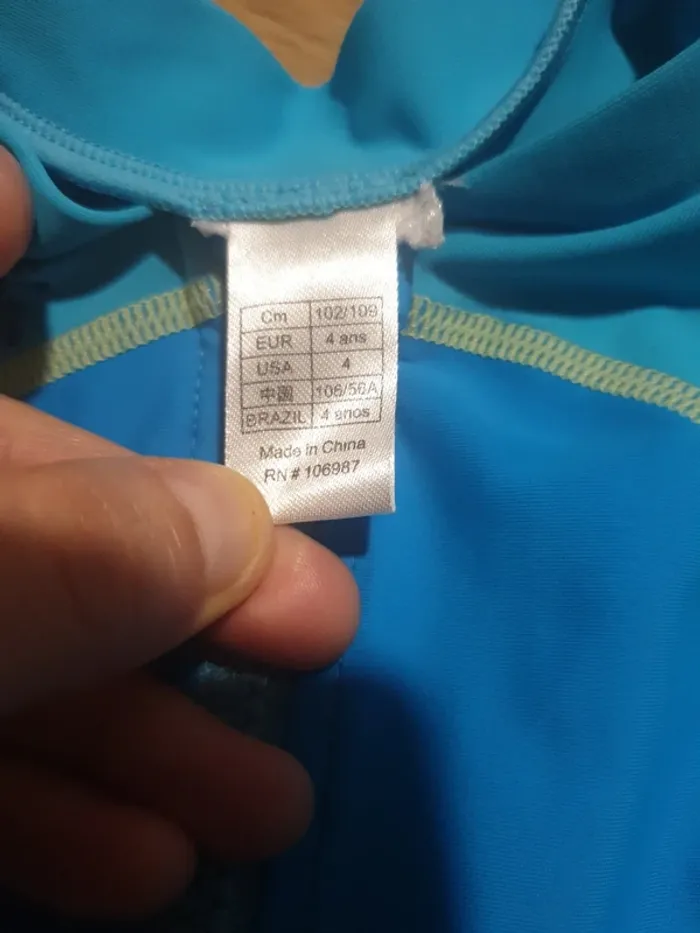 Cm 102/109
EUR 4 ans
USA 4
中國 106/56A
BRAZIL 4 anos
Made in China
RN # 106987